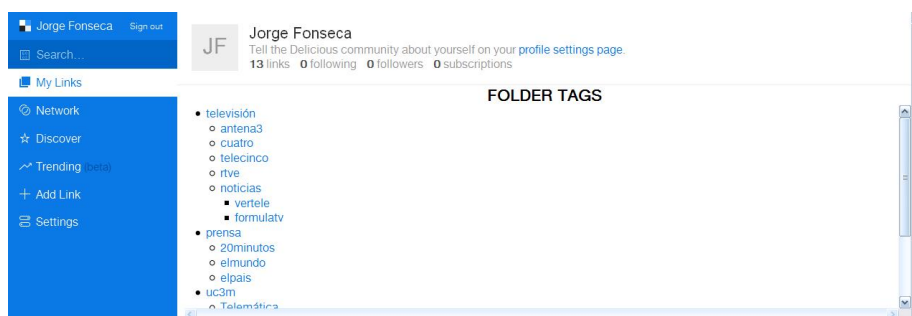 Jorge Fonseca Sign out
Search...
My Links
Network
Discover
Trending (beta)
Add Link
Settings
JF
Jorge Fonseca
Tell the Delicious community about yourself on your profile settings page.
13 links 0 following 0 followers 0 subscriptions
FOLDER TAGS
televisión
antena3
cuatro
telecinco
rtve
noticias
vertele
formulatv
prensa
20minutos
elmundo
elpais
uc3m
Telemática